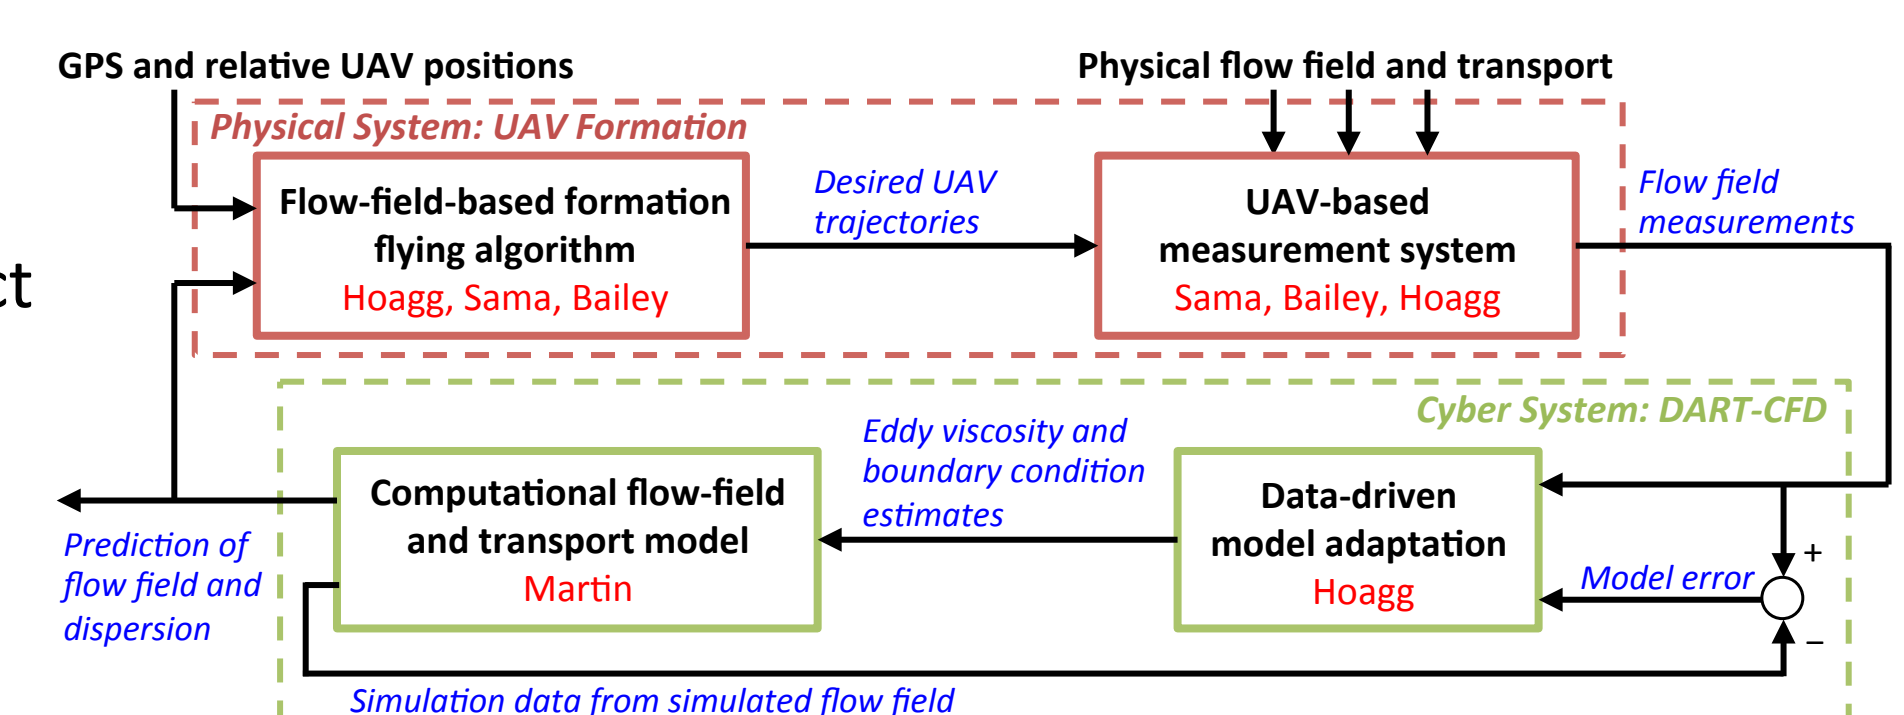 GPS and relative UAV positions
Physical flow field and transport
Physical System: UAV Formation
Flow-field-based formation
flying algorithm
Hoagg, Sama, Bailey
Desired UAV
trajectories
UAV-based
measurement system
Sama, Bailey, Hoagg
Flow field
measurements
ct
Cyber System: DART-CFD
Computational flow-field
and transport model
Martin
Eddy viscosity and
boundary condition
estimates
Data-driven
model adaptation
Hoagg
+
Model error
−
Prediction of
flow field and
dispersion
Simulation data from simulated flow field